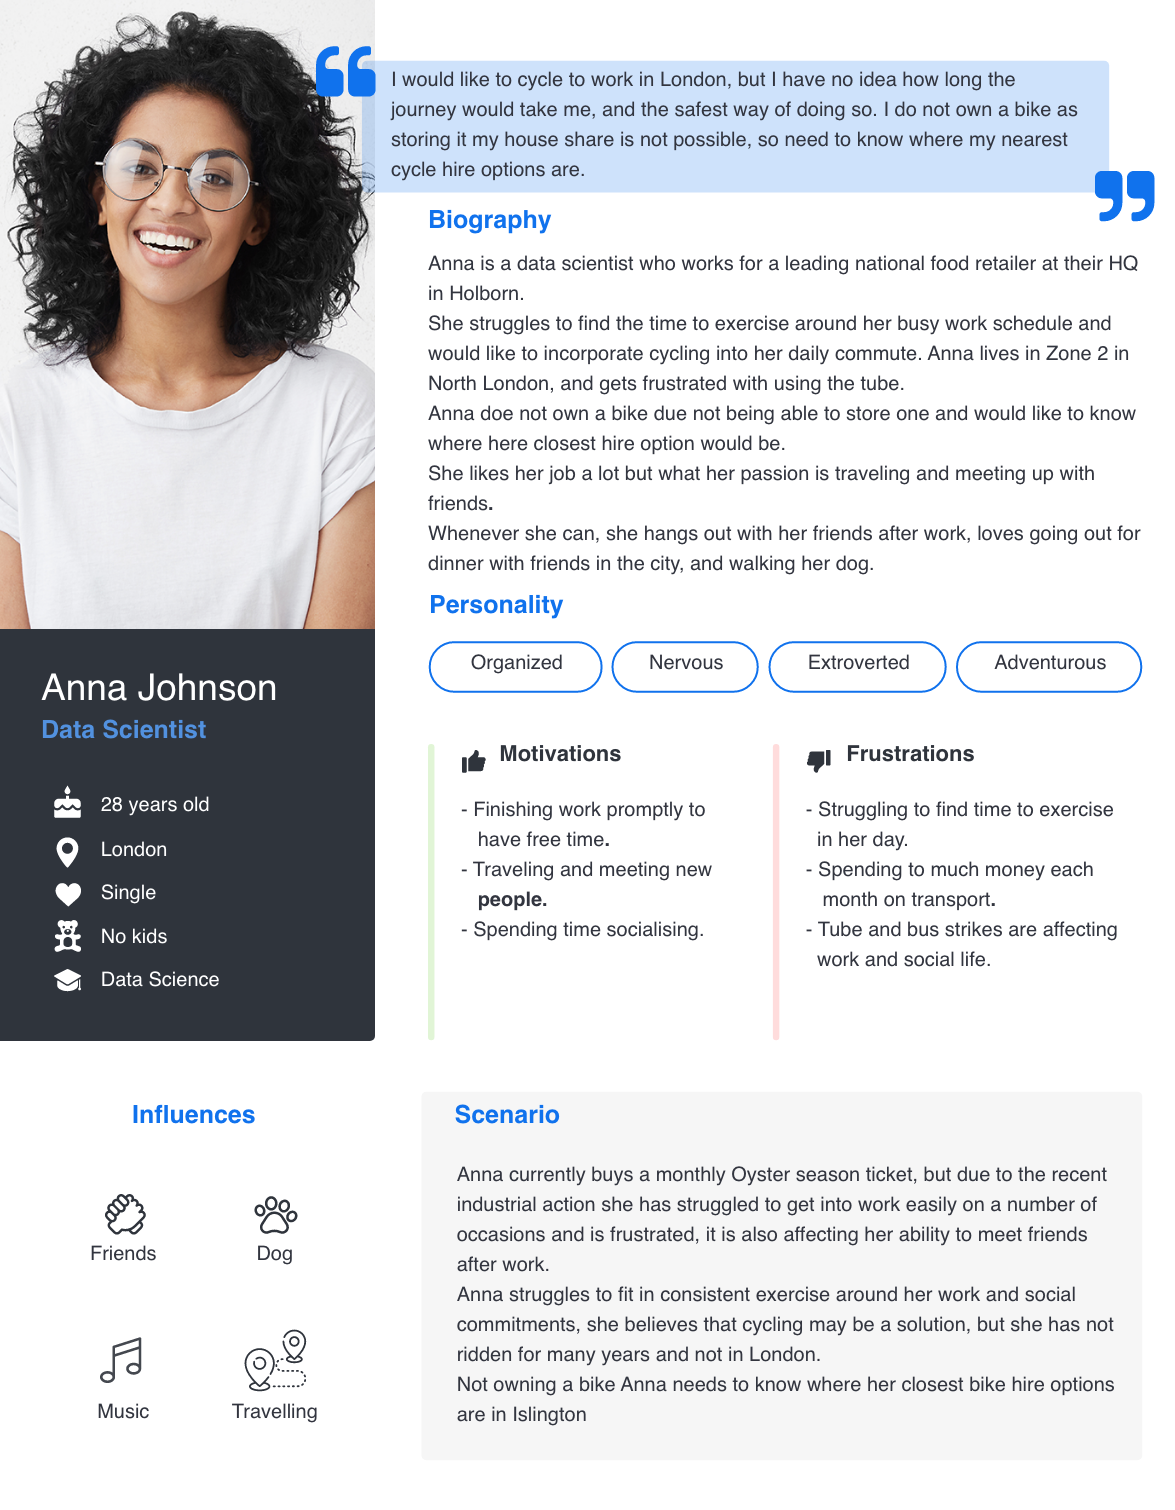 I would like to cycle to work in London, but I have no idea how long the
journey would take me, and the safest way of doing so. I do not own a bike as
storing it my house share is not possible, so need to know where my nearest
cycle hire options are.
Biography
Anna is a data scientist who works for a leading national food retailer at their HQ
in Holborn.
She struggles to find the time to exercise around her busy work schedule and
would like to incorporate cycling into her daily commute. Anna lives in Zone 2 in
North London, and gets frustrated with using the tube.
Anna doe not own a bike due not being able to store one and would like to know
where here closest hire option would be.
She likes her job a lot but what her passion is traveling and meeting up with
friends.
Whenever she can, she hangs out with her friends after work, loves going out for
dinner with friends in the city, and walking her dog.
Personality
Organized
Nervous
Extroverted
Adventurous
Anna Johnson
Data Scientist
28 years old
London
Single
No kids
Data Science
Motivations
- Finishing work promptly to
have free time.
- Traveling and meeting new
people.
- Spending time socialising.
Frustrations
- Struggling to find time to exercise
in her day.
- Spending to much money each
month on transport.
- Tube and bus strikes are affecting
work and social life.
Influences
Friends
Dog
Music
Travelling
Scenario
Anna currently buys a monthly Oyster season ticket, but due to the recent
industrial action she has struggled to get into work easily on a number of
occasions and is frustrated, it is also affecting her ability to meet friends
after work.
Anna struggles to fit in consistent exercise around her work and social
commitments, she believes that cycling may be a solution, but she has not
ridden for many years and not in London.
Not owning a bike Anna needs to know where her closest bike hire options
are in Islington